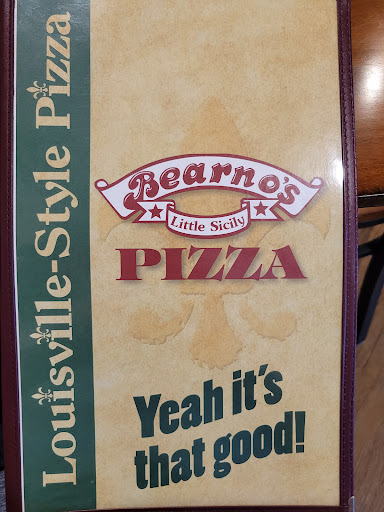 Louisville-Style Pizza
Bearno's
Little Sicily
PIZZA
Yeah it's
that good!